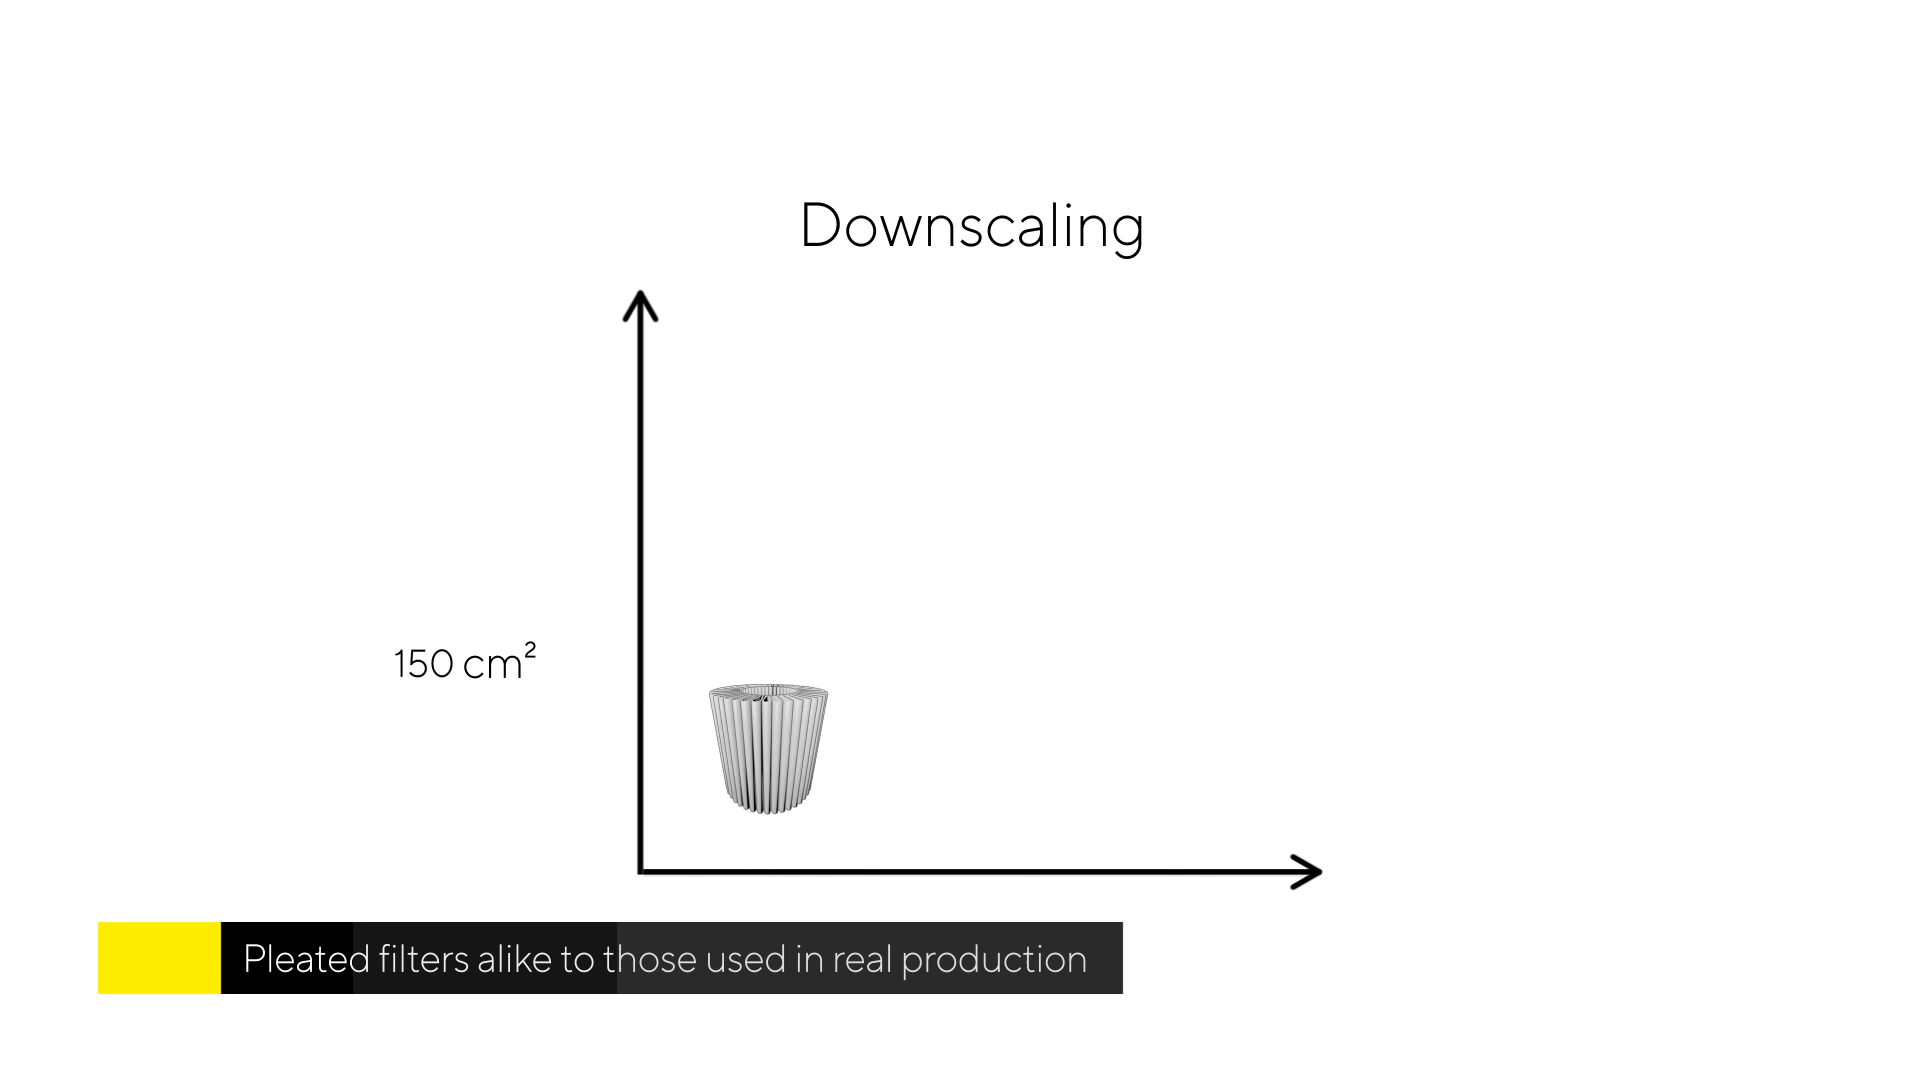 Downscaling
150 cm²
Pleated filters alike to those used in real production